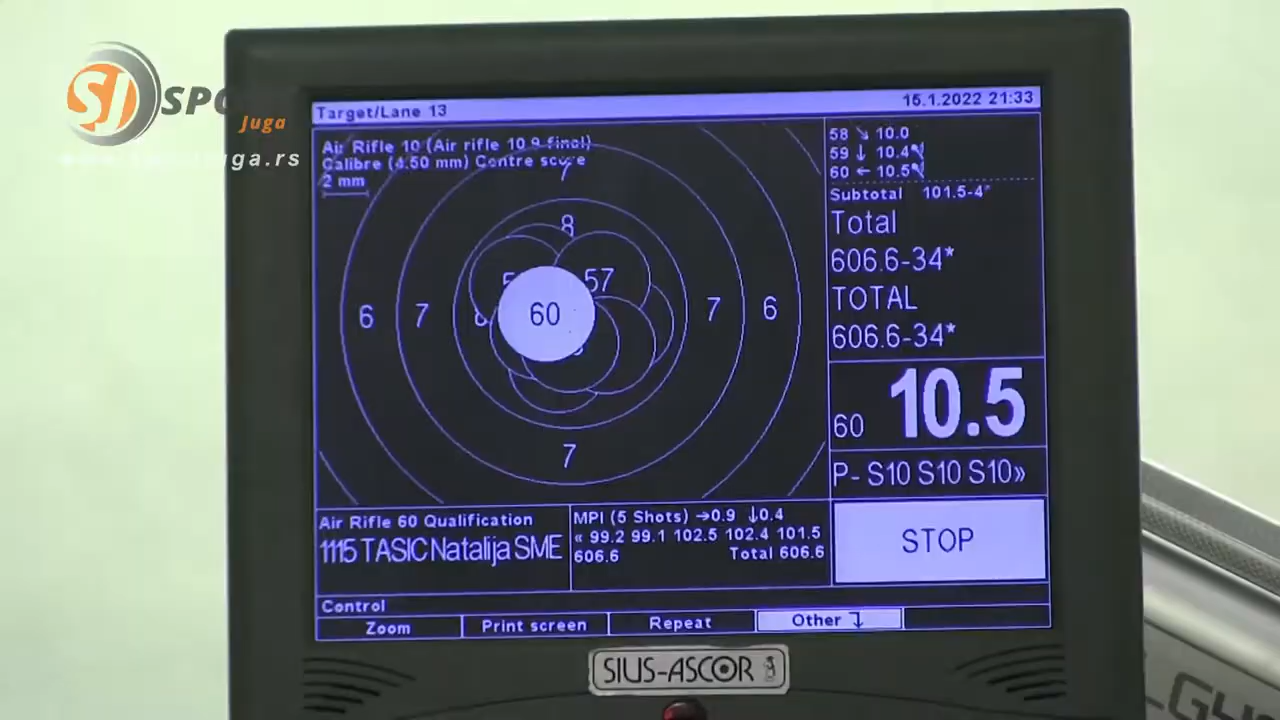 SJ SPO
Juga
Target/Lane 13
15.1.2022 21:33
Air Rifle 10 (Air rifle 10.9 final)
Calibre (4.50 mm) Centre score
2 mm
7
8
57
6 7 60 7 6
7
58 ↘ 10.0
59 ↓ 10.4*
60 ← 10.5*
Subtotal 101.5-4*
Total
606.6-34*
TOTAL
606.6-34*
60 10.5
P- S10 S10 S10»
STOP
Air Rifle 60 Qualification
1115 TASIC Natalija SME
MPI (5 Shots) →0.9 ↓0.4
« 99.2 99.1 102.5 102.4 101.5
606.6 Total 606.6
Control
Zoom Print screen Repeat Other
SIUS-ASCOR